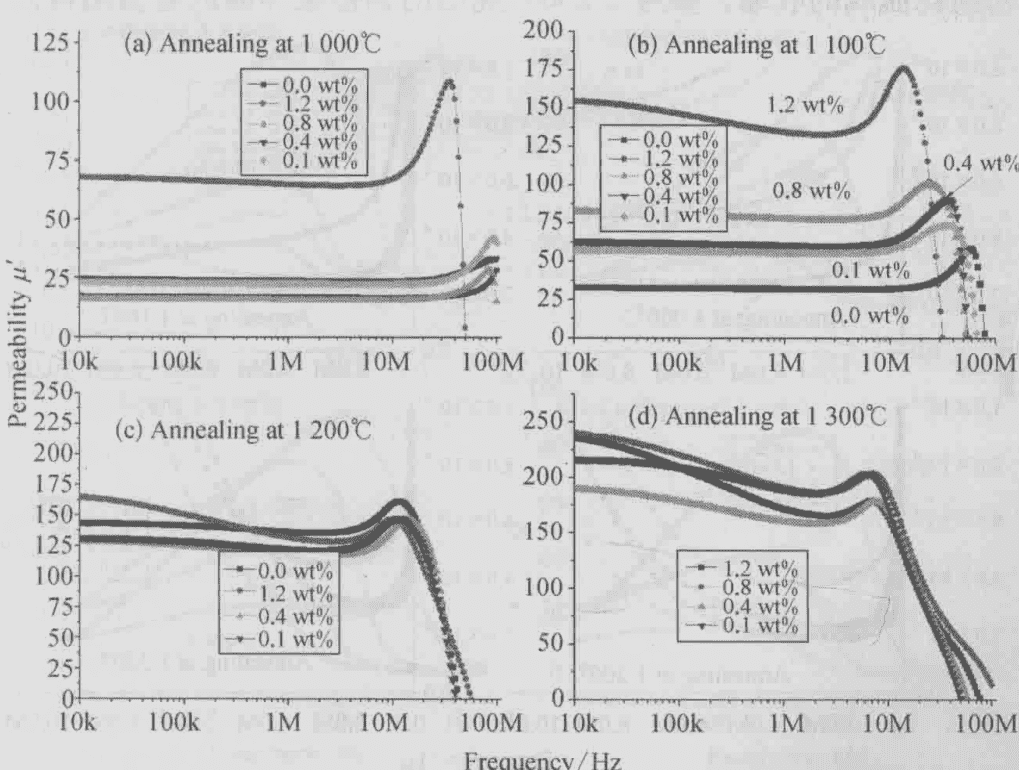 Permeability μ′
(a) Annealing at 1 000℃
125
100
75
50
25
0
0.0 wt%
1.2 wt%
0.8 wt%
0.4 wt%
0.1 wt%
10k 100k 1M 10M 100M
(b) Annealing at 1 100℃
200
175
150
125
100
75
50
25
0
1.2 wt%
0.0 wt%
1.2 wt%
0.8 wt%
0.4 wt%
0.1 wt%
0.4 wt%
0.8 wt%
0.1 wt%
0.0 wt%
10k 100k 1M 10M 100M
(c) Annealing at 1 200℃
250
225
200
175
150
125
100
75
50
25
0
0.0 wt%
1.2 wt%
0.4 wt%
0.1 wt%
10k 100k 1M 10M 100M
(d) Annealing at 1 300℃
250
200
150
100
50
0
1.2 wt%
0.8 wt%
0.4 wt%
0.1 wt%
10k 100k 1M 10M 100M
Frequency/Hz